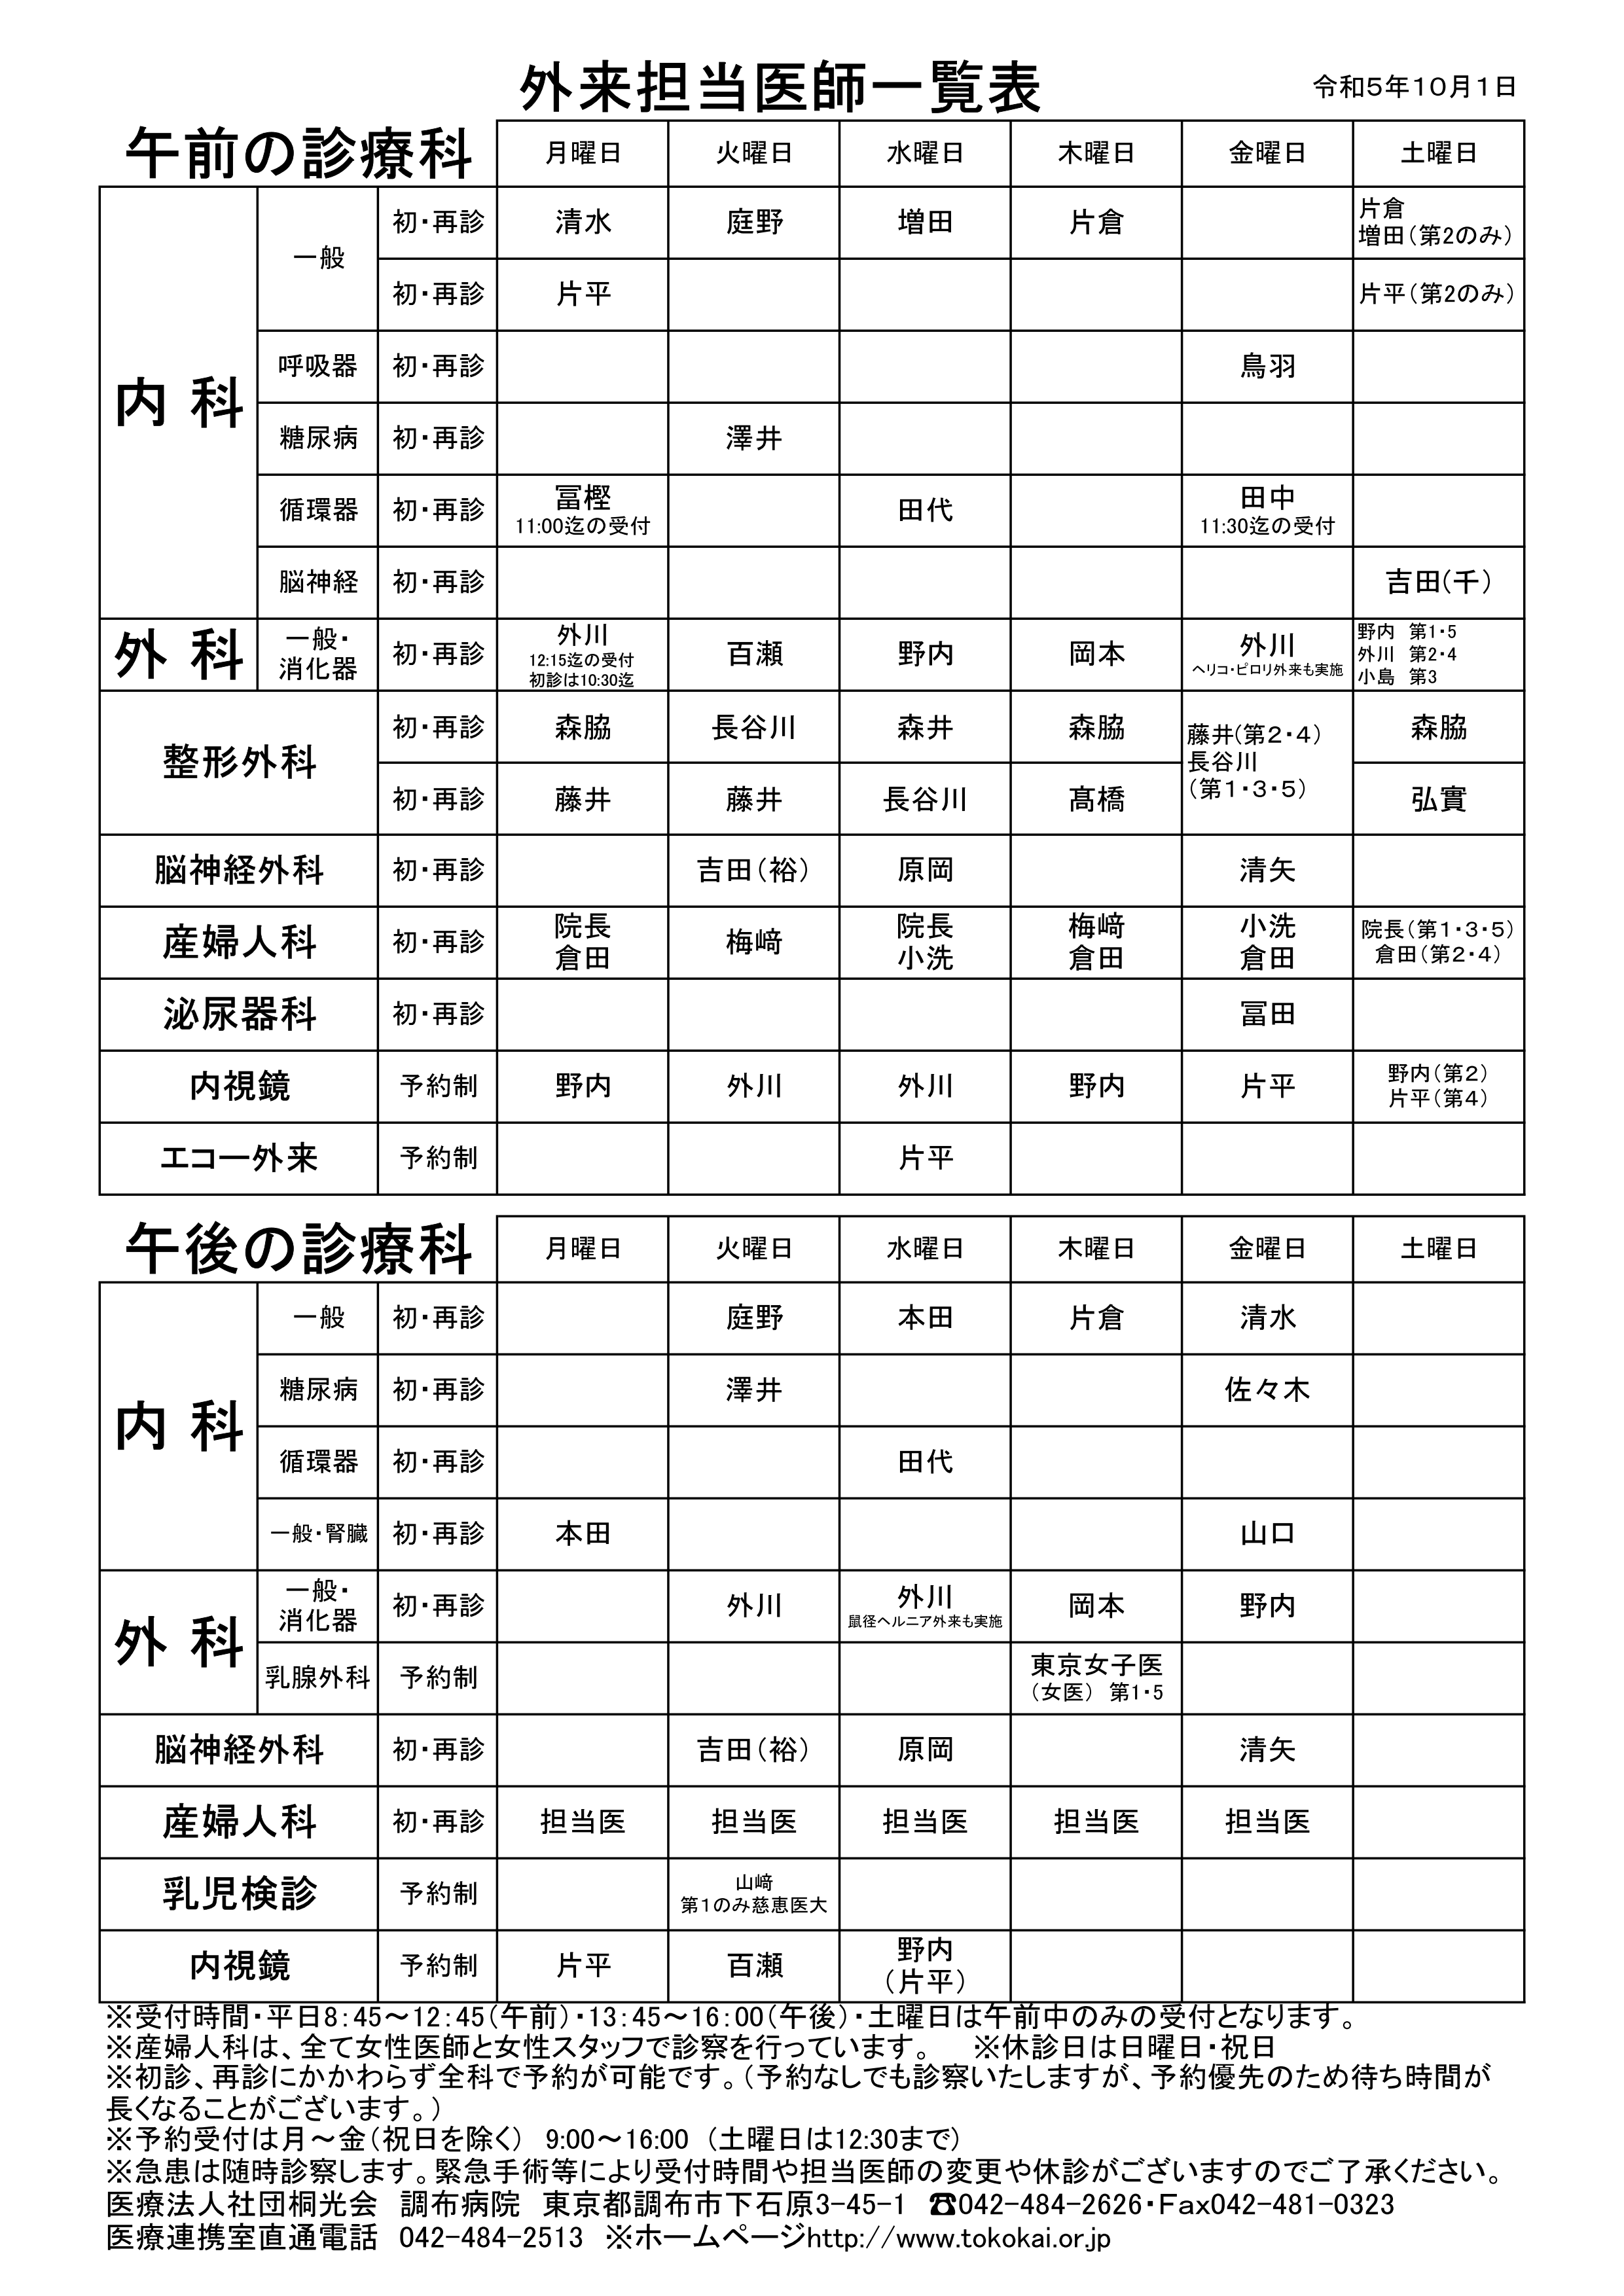 外来担当医師一覧表
令和5年10月1日
午前の診療科 月曜日 火曜日 水曜日 木曜日 金曜日 土曜日
内 科
一般 初・再診 清水 庭野 増田 片倉 片倉
増田（第2のみ）
初・再診 片平 片平（第2のみ）
呼吸器 初・再診 鳥羽
糖尿病 初・再診 澤井
循環器 初・再診 冨樫 田代 田中
11:00迄の受付 11:30迄の受付
脳神経 初・再診 吉田(千)
外 科
一般・
消化器
初・再診
外川
12:15迄の受付
初診は10:30迄
百瀬 野内 岡本
外川
ヘリコ・ピロリ外来も実施
野内 第1・5
外川 第2・4
小島 第3
整形外科
初・再診 森脇 長谷川 森井 森脇
藤井(第2・4)
長谷川
(第1・3・5)
森脇
初・再診 藤井 藤井 長谷川 髙橋 弘實
脳神経外科 初・再診 吉田（裕） 原岡 清矢
産婦人科 初・再診
院長
倉田
梅﨑
院長
小洗
梅﨑
倉田
小洗
倉田
院長（第1・3・5）
倉田（第2・4）
泌尿器科 初・再診 冨田
内視鏡 予約制 野内 外川 外川 野内 片平
野内（第2）
片平（第4）
エコー外来 予約制 片平
午後の診療科 月曜日 火曜日 水曜日 木曜日 金曜日 土曜日
内 科
一般 初・再診 庭野 本田 片倉 清水
糖尿病 初・再診 澤井 佐々木
循環器 初・再診 田代
一般・腎臓 初・再診 本田 山口
外 科
一般・
消化器
初・再診 外川
外川
鼠径ヘルニア外来も実施
岡本 野内
乳腺外科 予約制
東京女子医
（女医） 第1・5
脳神経外科 初・再診 吉田（裕） 原岡 清矢
産婦人科 初・再診 担当医 担当医 担当医 担当医 担当医
乳児検診 予約制
山﨑
第1のみ慈恵医大
内視鏡 予約制 片平 百瀬
野内
（片平）
※受付時間・平日8:45～12:45(午前)・13:45～16:00(午後)・土曜日は午前中のみの受付となります。
※産婦人科は、全て女性医師と女性スタッフで診察を行っています。 ※休診日は日曜日・祝日
※初診、再診にかかわらず全科で予約が可能です。（予約なしでも診察いたしますが、予約優先のため待ち時間が
長くなることがございます。）
※予約受付は月～金（祝日を除く） 9:00～16:00 （土曜日は12:30まで）
※急患は随時診察します。緊急手術等により受付時間や担当医師の変更や休診がございますのでご了承ください。
医療法人社団桐光会 調布病院 東京都調布市下石原3-45-1 ☎042-484-2626・Fax042-481-0323
医療連携室直通電話 042-484-2513 ※ホームページhttp://www.tokokai.or.jp